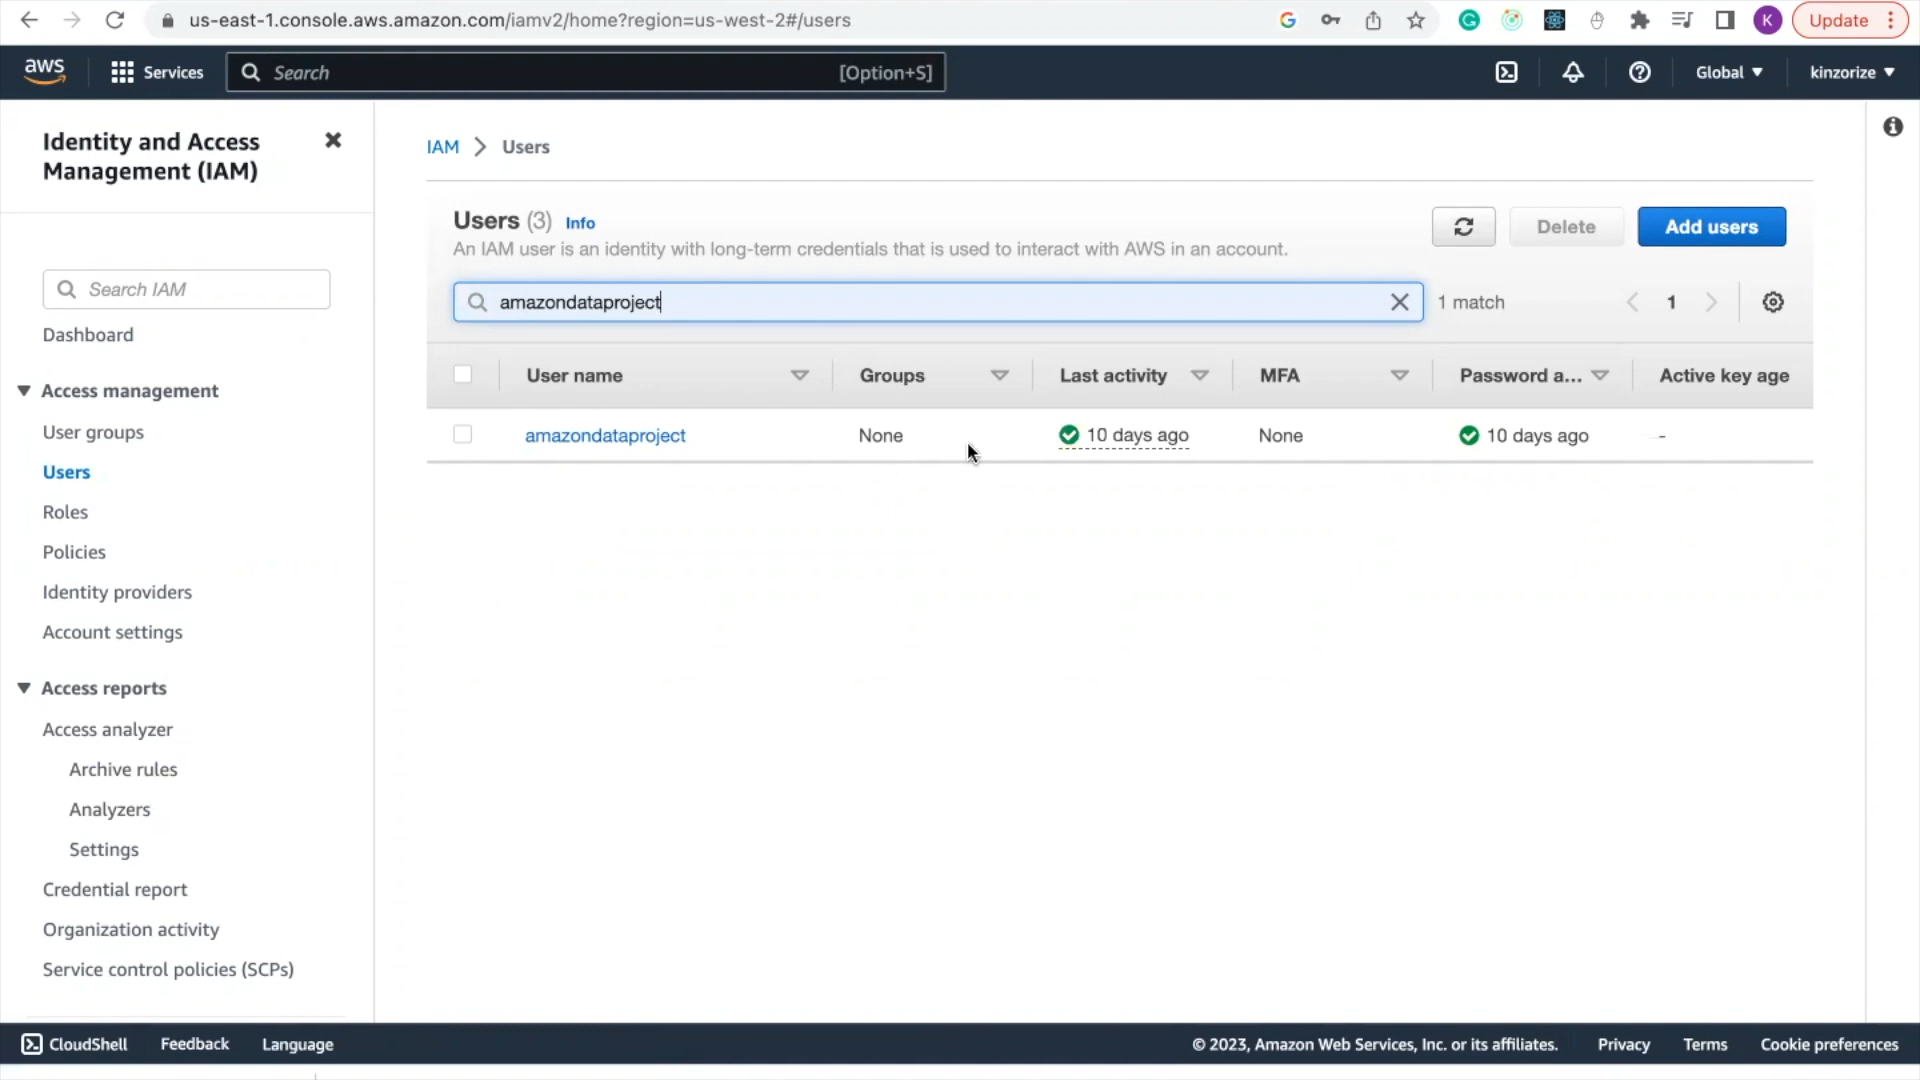 us-east-1.console.aws.amazon.com/iamv2/home?region=us-west-2#/users
K
Update
aws
Services
Search
[Option+S]
Global
kinzorize
Identity and Access
Management (IAM)
Search IAM
Dashboard
Access management
User groups
Users
Roles
Policies
Identity providers
Account settings
Access reports
Access analyzer
Archive rules
Analyzers
Settings
Credential report
Organization activity
Service control policies (SCPs)
IAM > Users
Users (3) Info
An IAM user is an identity with long-term credentials that is used to interact with AWS in an account.
Delete
Add users
amazondataproject
1 match
1
User name
Groups
Last activity
MFA
Password a...
Active key age
amazondataproject
None
10 days ago
None
10 days ago
-
CloudShell
Feedback
Language
© 2023, Amazon Web Services, Inc. or its affiliates.
Privacy
Terms
Cookie preferences